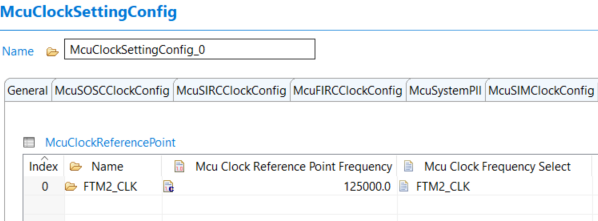 McuClockSettingConfig
Name McuClockSettingConfig_0
General McuSOSCClockConfig McuSIRCClockConfig McuFIRCClockConfig McuSystemPll McuSIMClockConfig
McuClockReferencePoint
Index Name Mcu Clock Reference Point Frequency Mcu Clock Frequency Select
0 FTM2_CLK 125000.0 FTM2_CLK